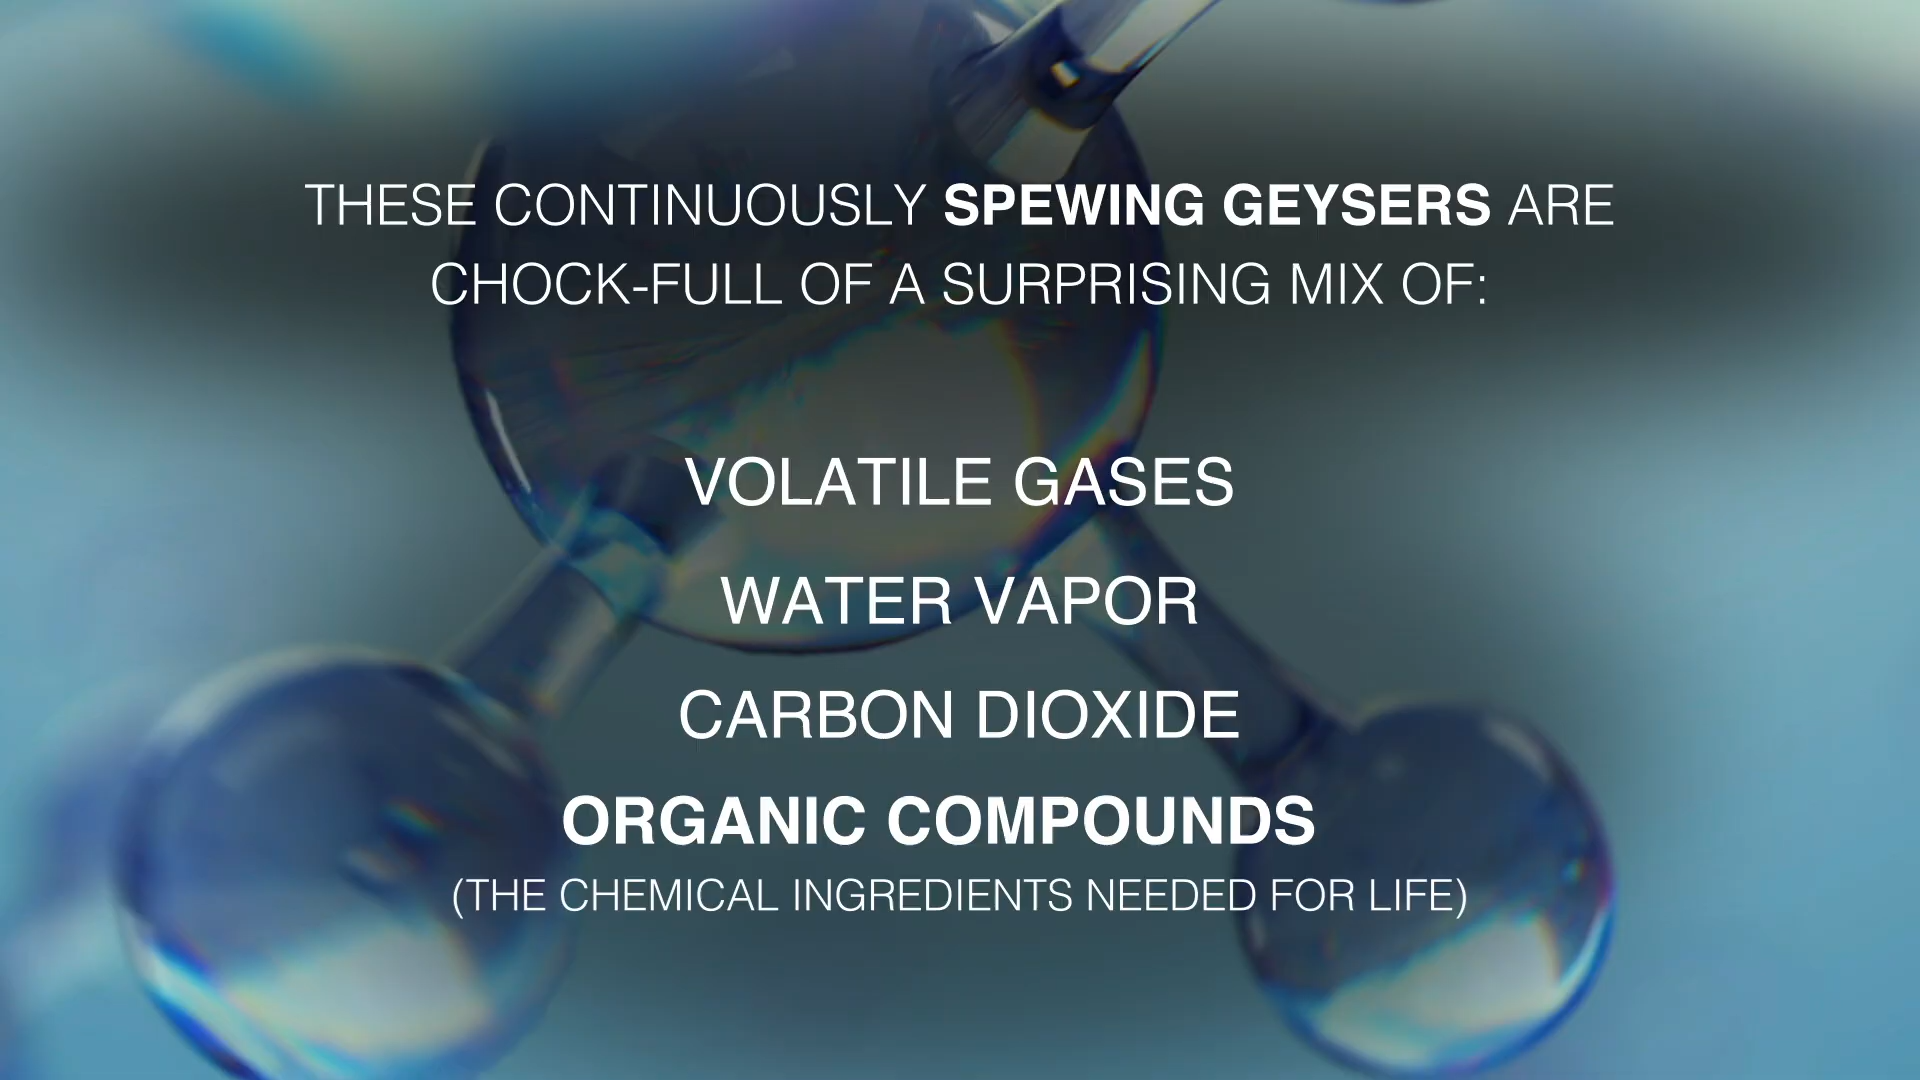 THESE CONTINUOUSLY SPEWING GEYSERS ARE
CHOCK-FULL OF A SURPRISING MIX OF:
VOLATILE GASES
WATER VAPOR
CARBON DIOXIDE
ORGANIC COMPOUNDS
(THE CHEMICAL INGREDIENTS NEEDED FOR LIFE)